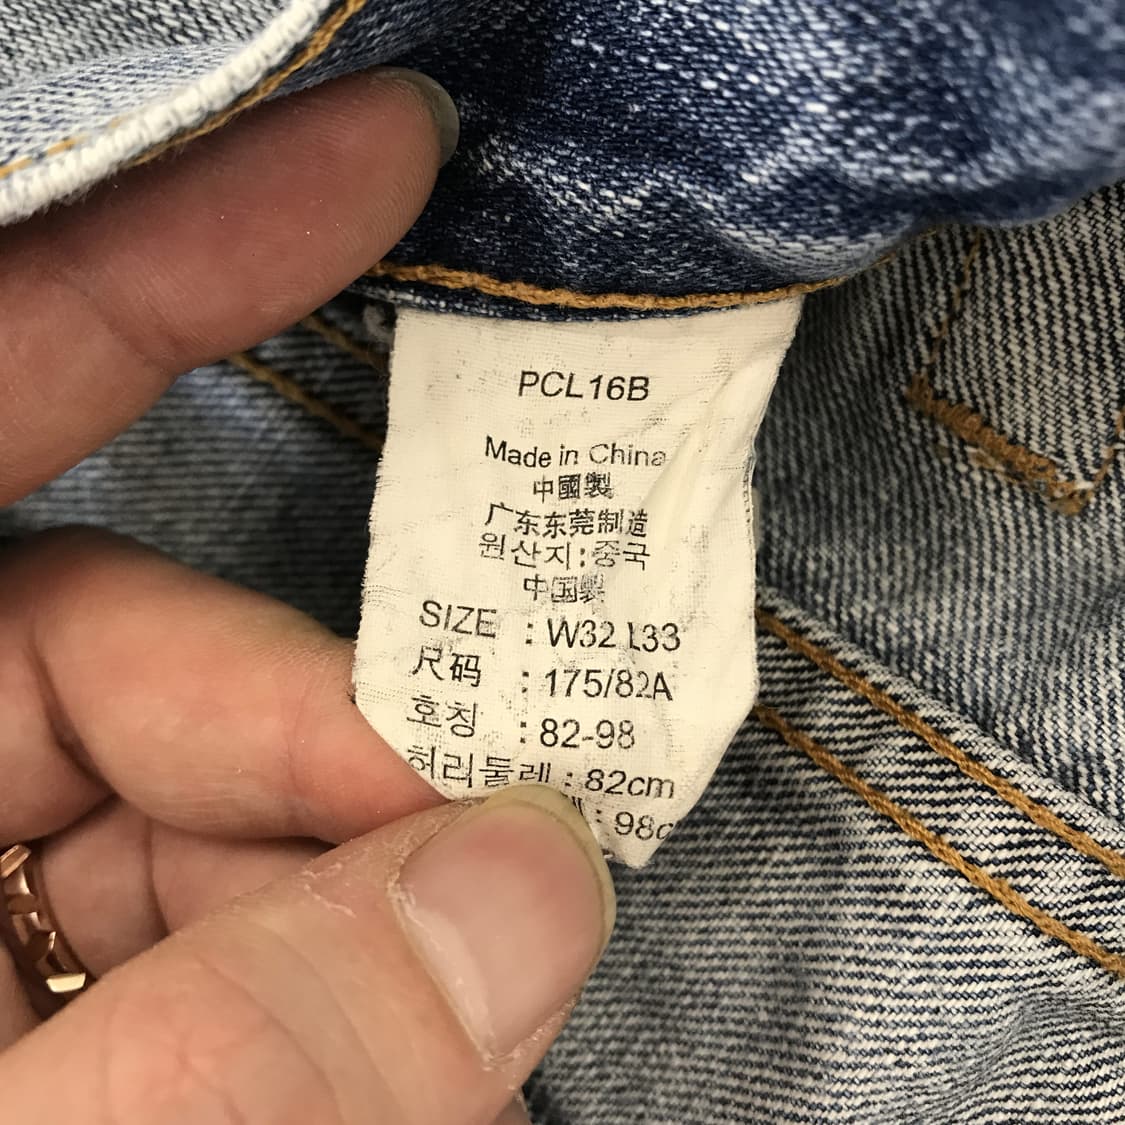 PCL16B
Made in China
中國製
广东东莞制造
원산지:중국
中国製
SIZE : W32 L33
尺码 : 175/82A
호칭 : 82-98
허리둘레 : 82cm
: 98c